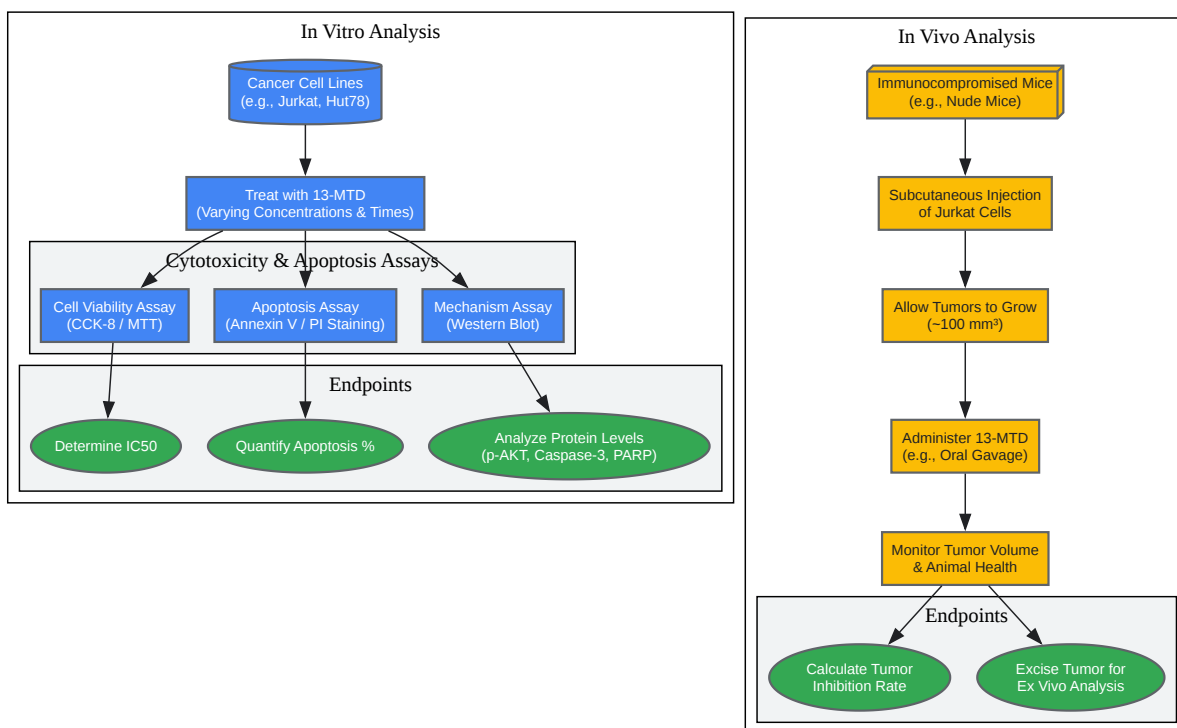 In Vitro Analysis
Cancer Cell Lines
(e.g., Jurkat, Hut78)
Treat with 13-MTD
(Varying Concentrations & Times)
Cytotoxicity & Apoptosis Assays
Cell Viability Assay
(CCK-8 / MTT)
Apoptosis Assay
(Annexin V / PI Staining)
Mechanism Assay
(Western Blot)
Endpoints
Determine IC50
Quantify Apoptosis %
Analyze Protein Levels
(p-AKT, Caspase-3, PARP)
In Vivo Analysis
Immunocompromised Mice
(e.g., Nude Mice)
Subcutaneous Injection
of Jurkat Cells
Allow Tumors to Grow
(~100 mm³)
Administer 13-MTD
(e.g., Oral Gavage)
Monitor Tumor Volume
& Animal Health
Endpoints
Calculate Tumor
Inhibition Rate
Excise Tumor for
Ex Vivo Analysis